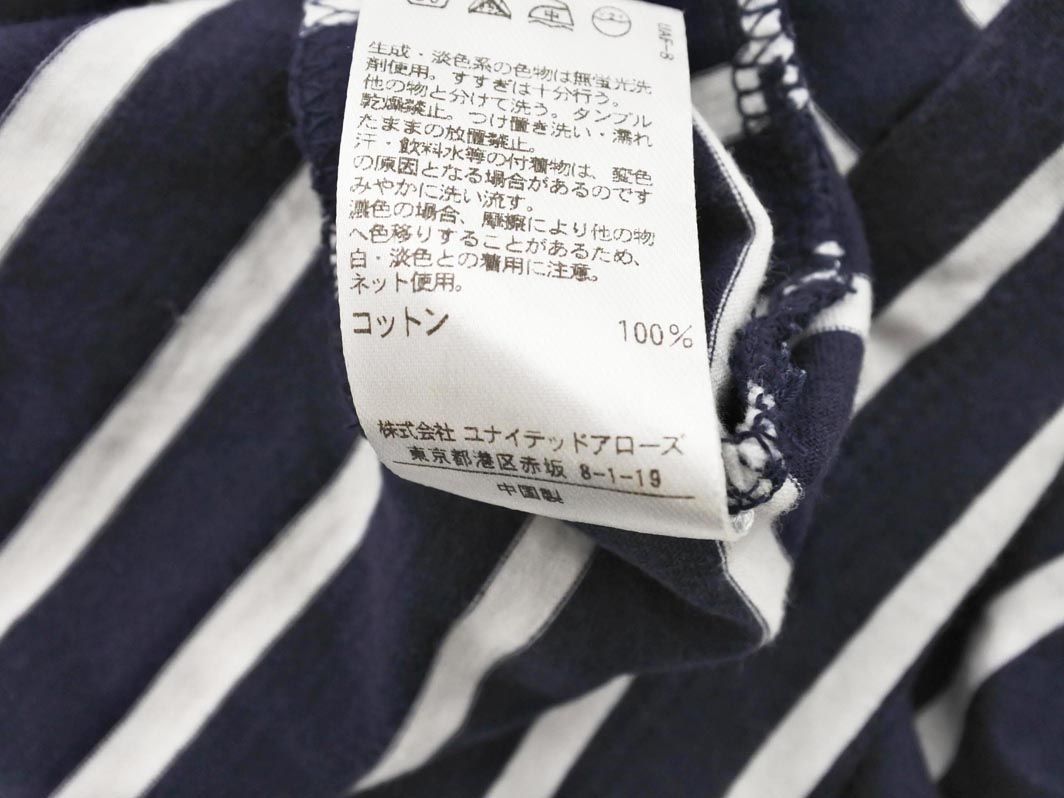 UAF-8
生成・淡色系の色物は無蛍光洗
剤使用。すすぎは十分行う。
他の物と分けて洗う。タンブル
乾燥禁止。つけ置き洗い・濡れ
たままの放置禁止。
汗・飲料水等の付着物は、変色
の原因となる場合があるのです
みやかに洗い流す。
濃色の場合、摩擦により他の物
へ色移りすることがあるため、
白・淡色との着用に注意。
ネット使用。
コットン 100%
株式会社 ユナイテッドアローズ
東京都港区赤坂 8-1-19
中国製